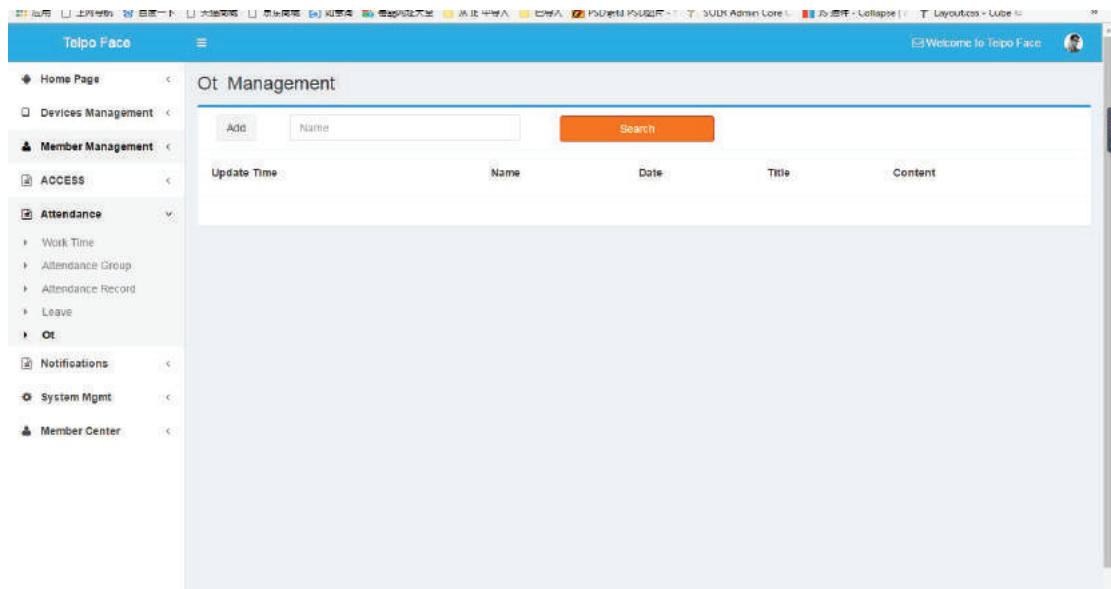 Telpo Face
Welcome to Telpo Face
Home Page
Devices Management
Member Management
ACCESS
Attendance
Work Time
Attendance Group
Attendance Record
Leave
Ot
Notifications
System Mgmt
Member Center
Ot Management
Add Name Search
Update Time Name Date Title Content